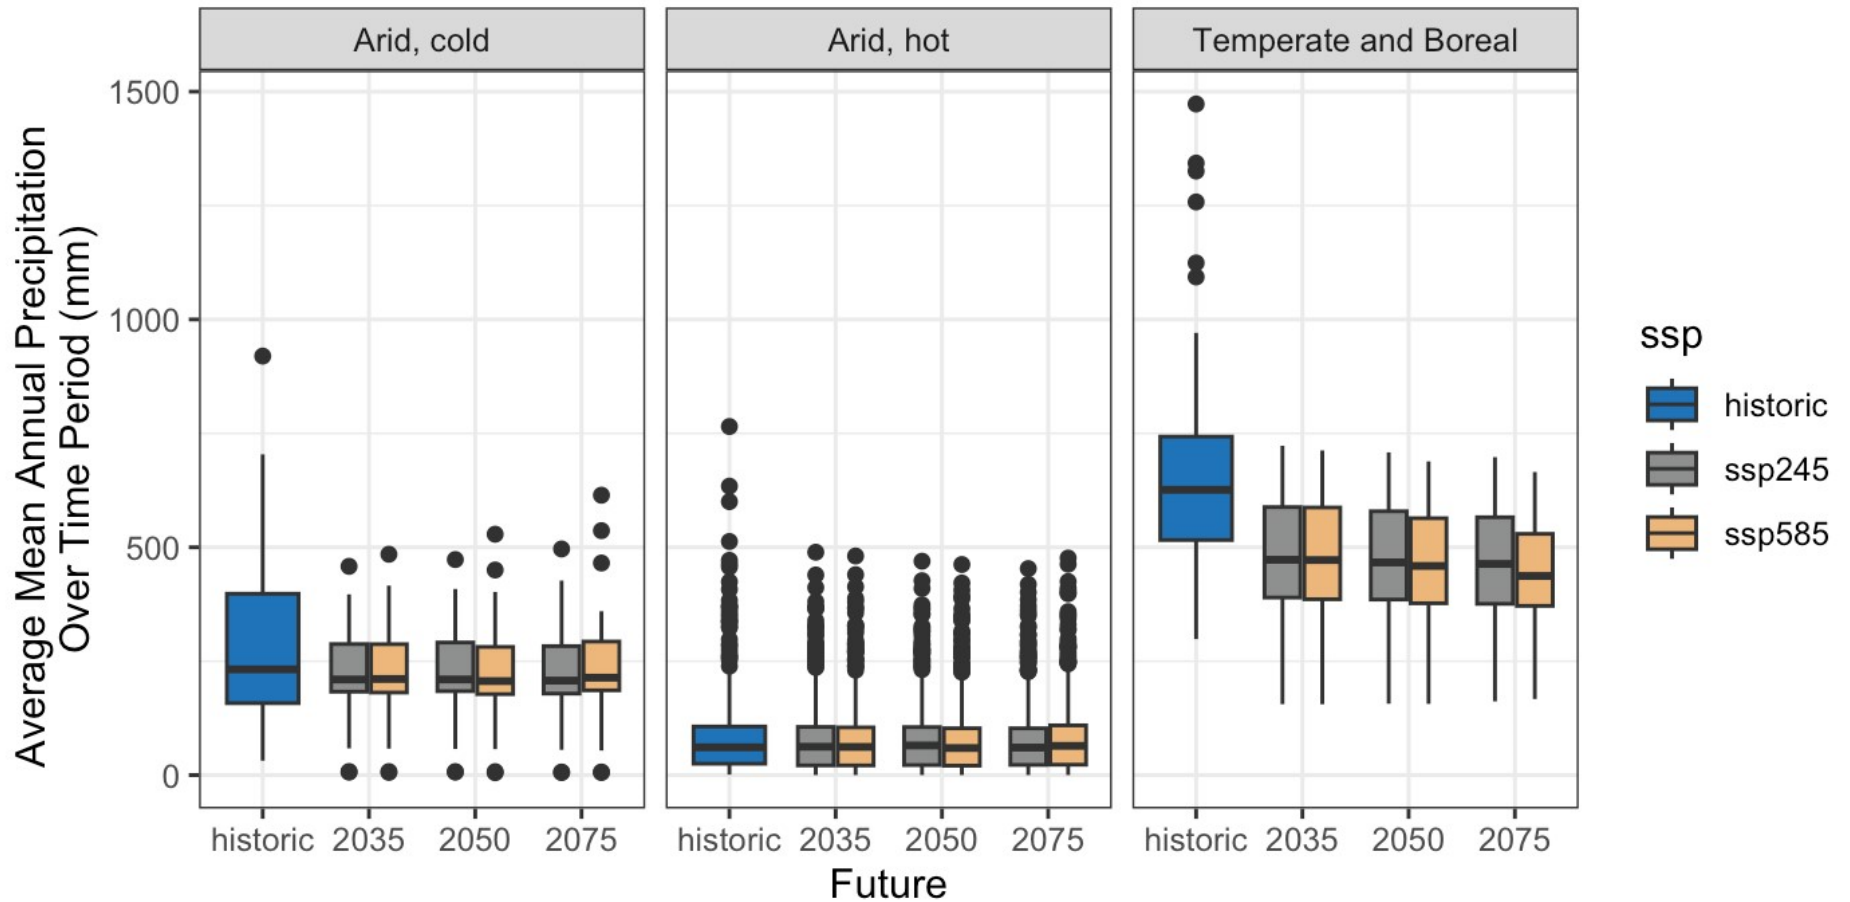 Arid, cold
Arid, hot
Temperate and Boreal
1500
1000
500
0
Average Mean Annual Precipitation
Over Time Period (mm)
historic 2035 2050 2075
historic 2035 2050 2075
historic 2035 2050 2075
Future
ssp
historic
ssp245
ssp585